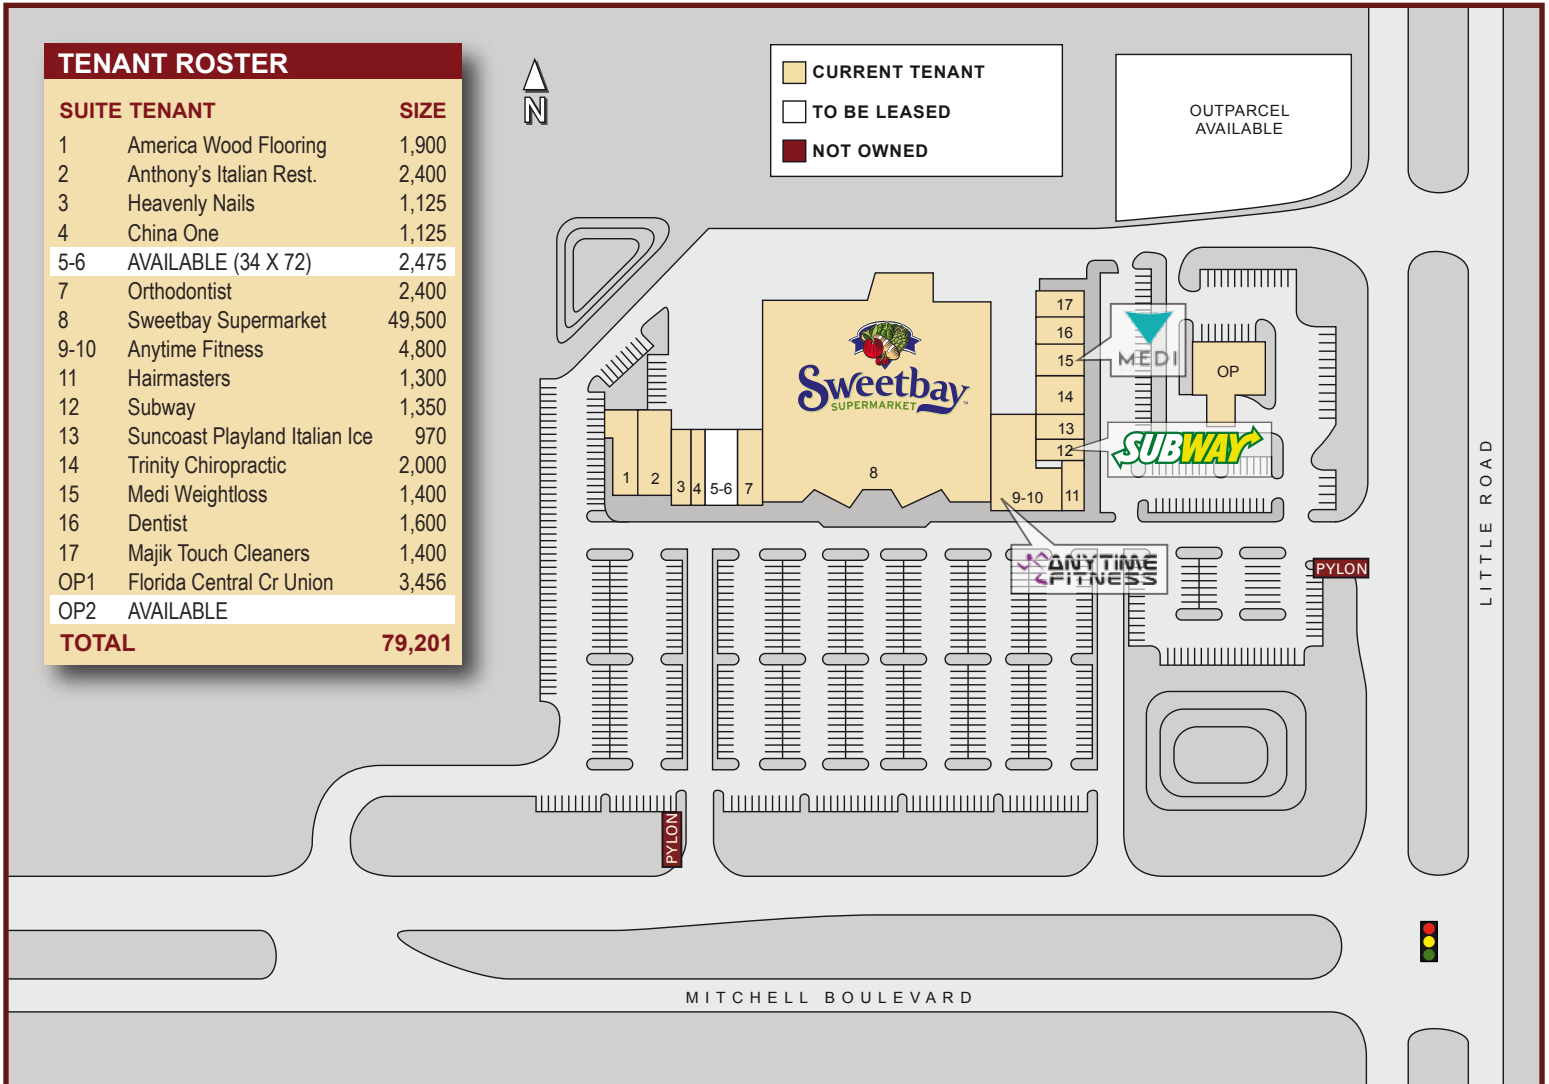 TENANT ROSTER
SUITE TENANT SIZE
1 America Wood Flooring 1,900
2 Anthony's Italian Rest. 2,400
3 Heavenly Nails 1,125
4 China One 1,125
5-6 AVAILABLE (34 X 72) 2,475
7 Orthodontist 2,400
8 Sweetbay Supermarket 49,500
9-10 Anytime Fitness 4,800
11 Hairmasters 1,300
12 Subway 1,350
13 Suncoast Playland Italian Ice 970
14 Trinity Chiropractic 2,000
15 Medi Weightloss 1,400
16 Dentist 1,600
17 Majik Touch Cleaners 1,400
OP1 Florida Central Cr Union 3,456
OP2 AVAILABLE
TOTAL 79,201
N
CURRENT TENANT
TO BE LEASED
NOT OWNED
OUTPARCEL
AVAILABLE
17
16
15
14
13
12
11
MEDI
OP
Sweetbay
SUPERMARKET
SUBWAY
1
2
3
4
5-6
7
8
9-10
ANYTIME
FITNESS
PYLON
PYLON
LITTLE ROAD
MITCHELL BOULEVARD